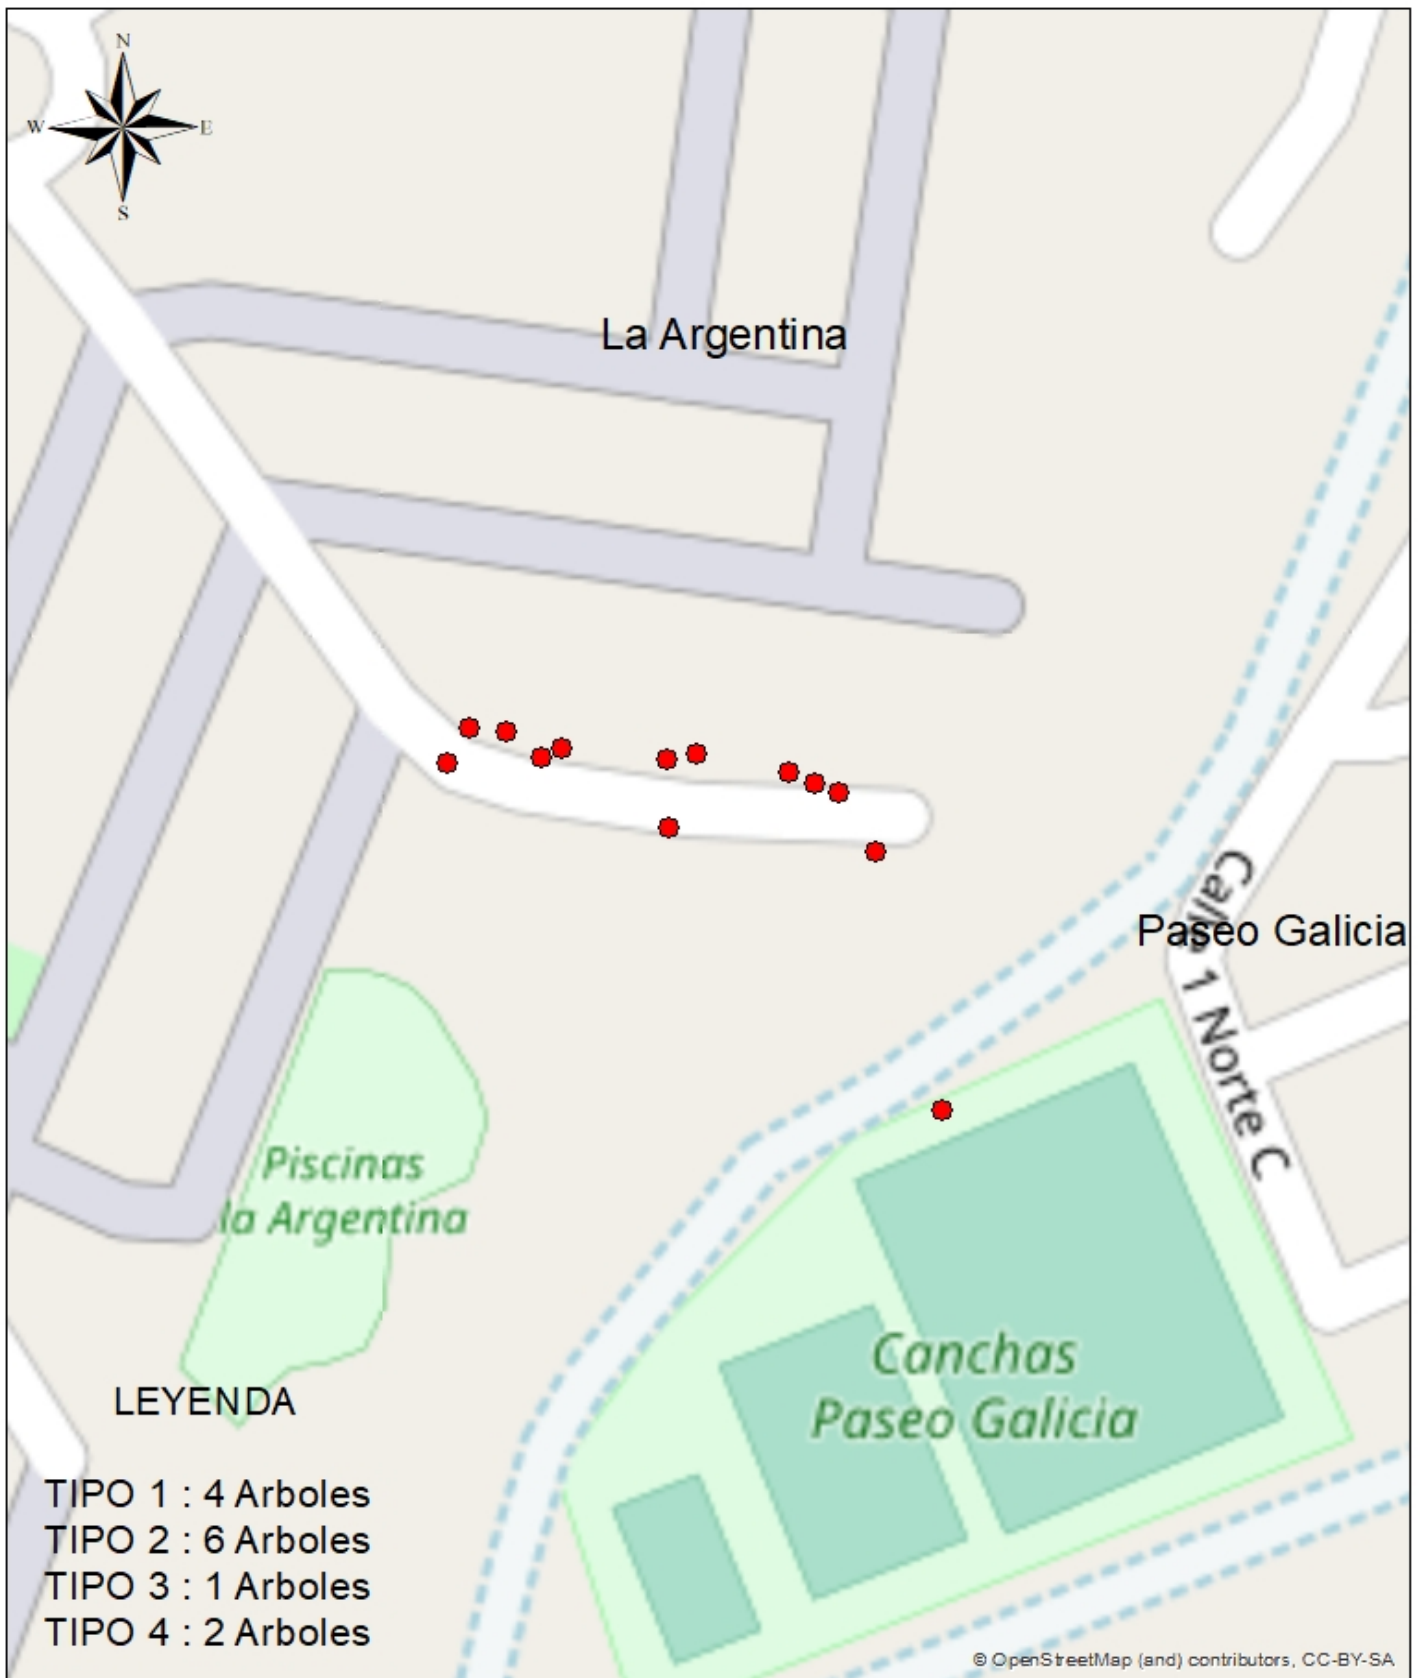 N
W E
S
La Argentina
Calle 1 Norte C
Paseo Galicia
Piscinas
la Argentina
Canchas
Paseo Galicia
LEYENDA
TIPO 1 : 4 Arboles
TIPO 2 : 6 Arboles
TIPO 3 : 1 Arboles
TIPO 4 : 2 Arboles
© OpenStreetMap (and) contributors, CC-BY-SA